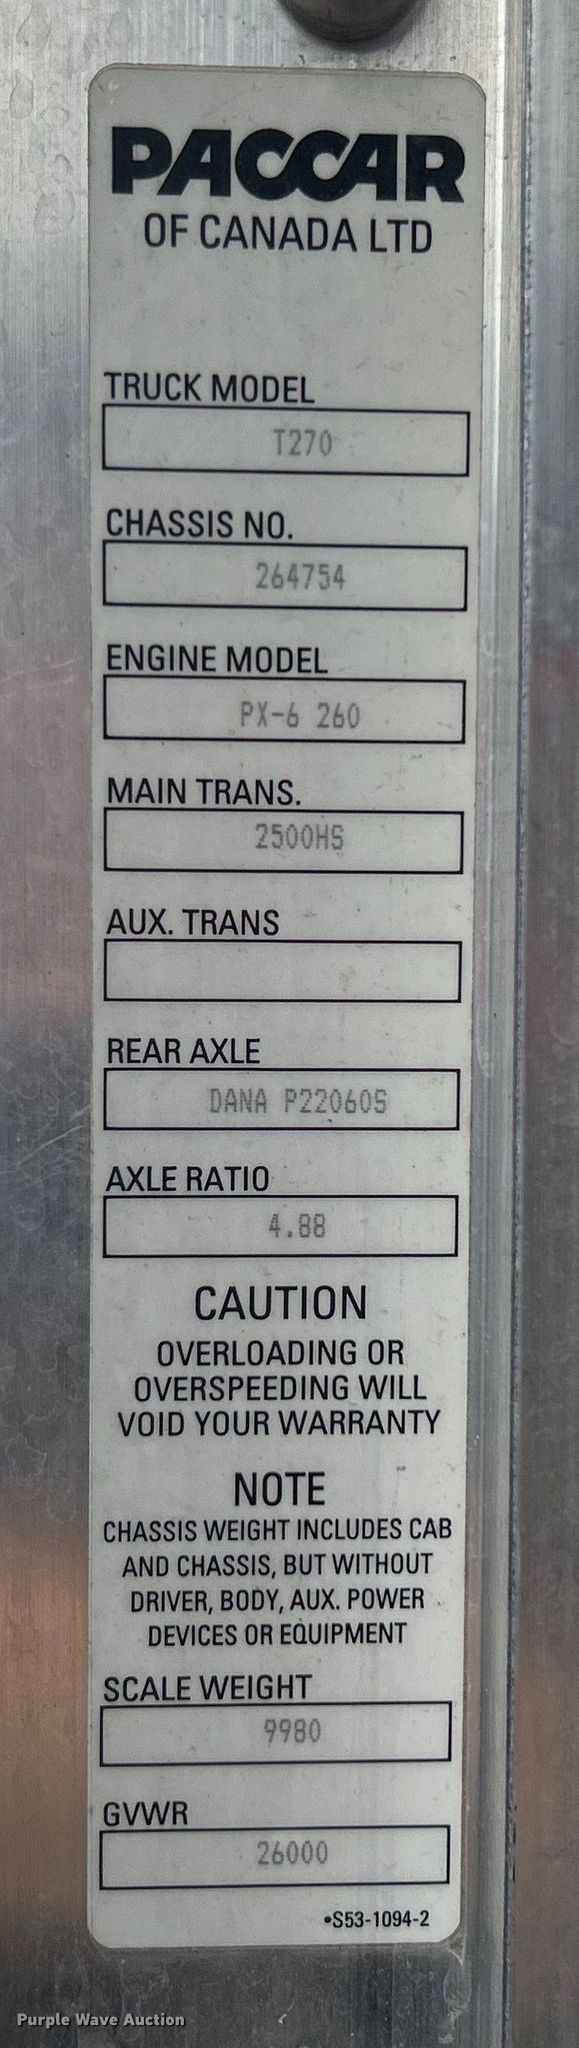 PACCAR
OF CANADA LTD
TRUCK MODEL
T270
CHASSIS NO.
264754
ENGINE MODEL
PX-6 260
MAIN TRANS.
2500HS
AUX. TRANS
REAR AXLE
DANA P22060S
AXLE RATIO
4.88
CAUTION
OVERLOADING OR
OVERSPEEDING WILL
VOID YOUR WARRANTY
NOTE
CHASSIS WEIGHT INCLUDES CAB
AND CHASSIS, BUT WITHOUT
DRIVER, BODY, AUX. POWER
DEVICES OR EQUIPMENT
SCALE WEIGHT
9980
GVWR
26000
•S53-1094-2
Purple Wave Auction